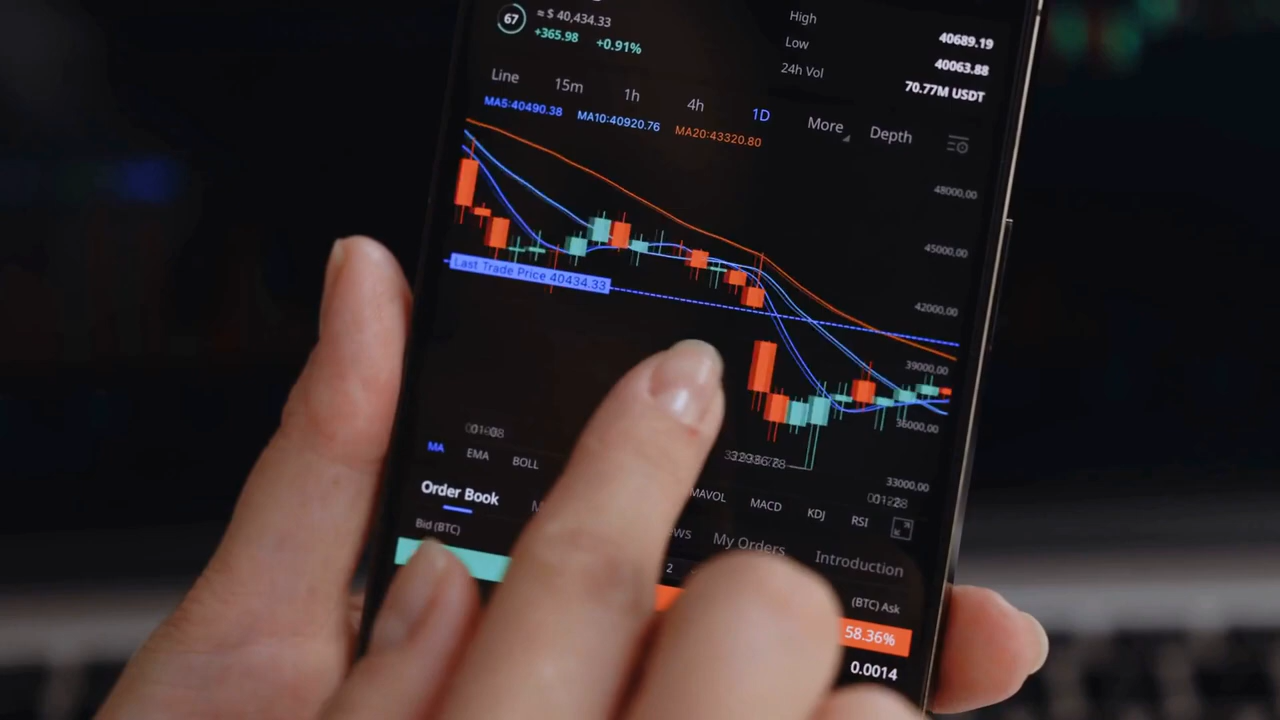 67
≈ $ 40,434.33
+365.98 +0.91%
High 40689.19
Low 40063.88
24h Vol 70.77M USDT
Line 15m 1h 4h 1D More Depth
MA5:40490.38 MA10:40920.76 MA20:43320.80
48000,00
45000,00
Last Trade Price 40434.33
42000,00
39000,00
36000,00
33000,00
MA EMA BOLL MAVOL MACD KDJ RSI
Order Book My Orders Introduction
Bid (BTC)
2
(BTC) Ask
58.36%
0.0014